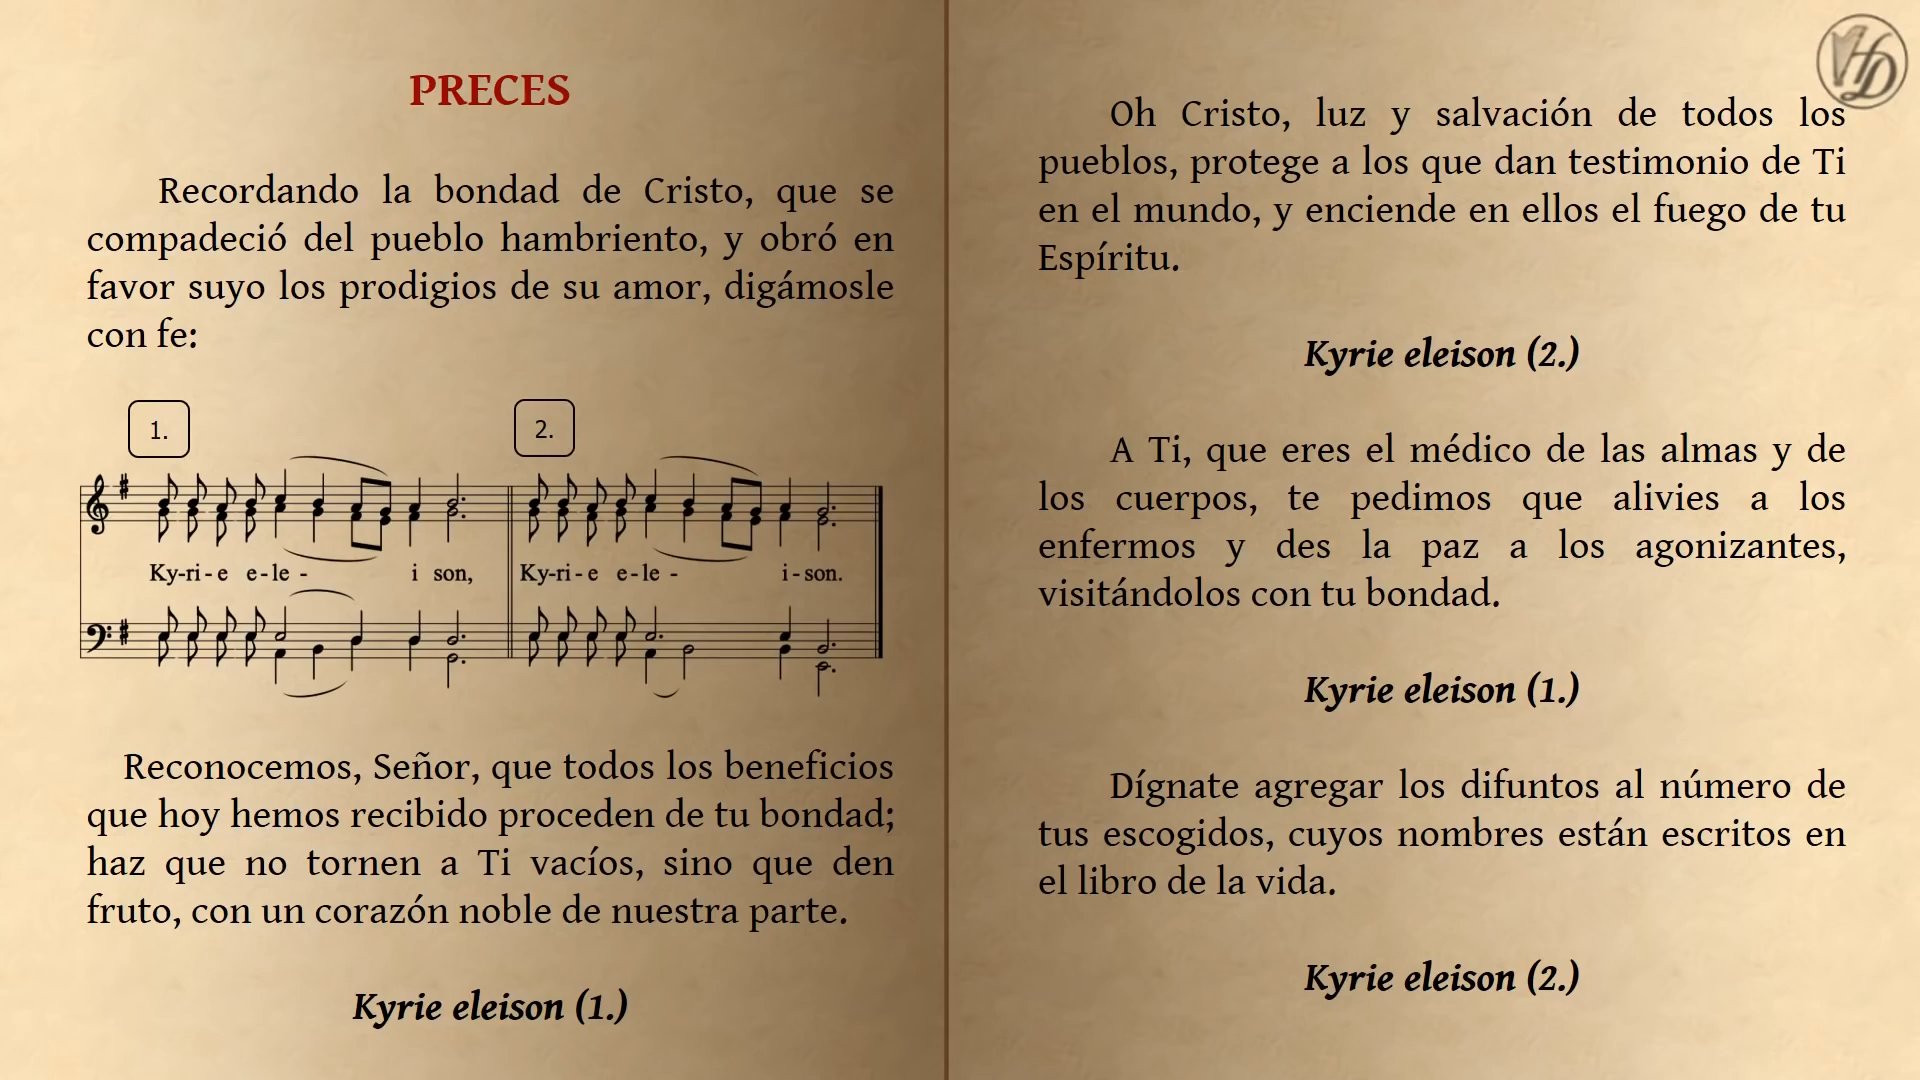 PRECES
Recordando la bondad de Cristo, que se
compadeció del pueblo hambriento, y obró en
favor suyo los prodigios de su amor, digámosle
con fe:
1.
2.
Ky-ri-e e-le - i son, Ky-ri-e e-le - i-son.
Reconocemos, Señor, que todos los beneficios
que hoy hemos recibido proceden de tu bondad;
haz que no tornen a Ti vacíos, sino que den
fruto, con un corazón noble de nuestra parte.
Kyrie eleison (1.)
HD
Oh Cristo, luz y salvación de todos los
pueblos, protege a los que dan testimonio de Ti
en el mundo, y enciende en ellos el fuego de tu
Espíritu.
Kyrie eleison (2.)
A Ti, que eres el médico de las almas y de
los cuerpos, te pedimos que alivies a los
enfermos y des la paz a los agonizantes,
visitándolos con tu bondad.
Kyrie eleison (1.)
Dígnate agregar los difuntos al número de
tus escogidos, cuyos nombres están escritos en
el libro de la vida.
Kyrie eleison (2.)